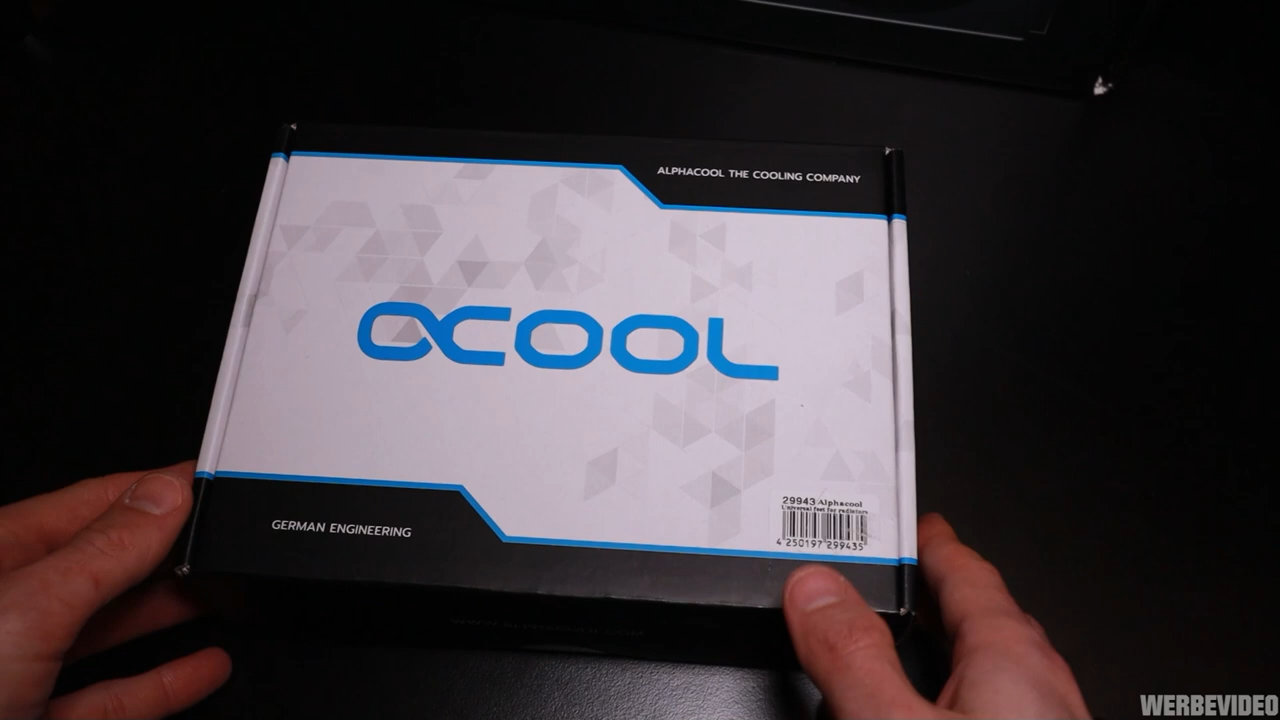 ALPHACOOL THE COOLING COMPANY
αCOOL
29943 Alphacool
Universal feet for radiators
4 250197 299435
GERMAN ENGINEERING
WERBEVIDEO